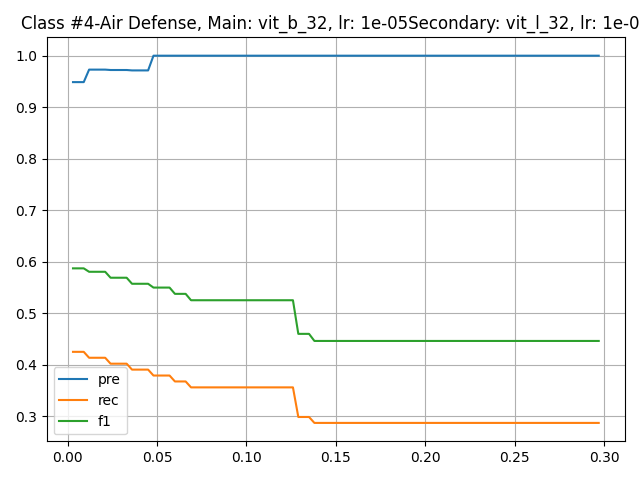 Class #4-Air Defense, Main: vit_b_32, lr: 1e-05Secondary: vit_l_32, lr: 1e-0
1.0
0.9
0.8
0.7
0.6
0.5
0.4
0.3
pre
rec
f1
0.00 0.05 0.10 0.15 0.20 0.25 0.30